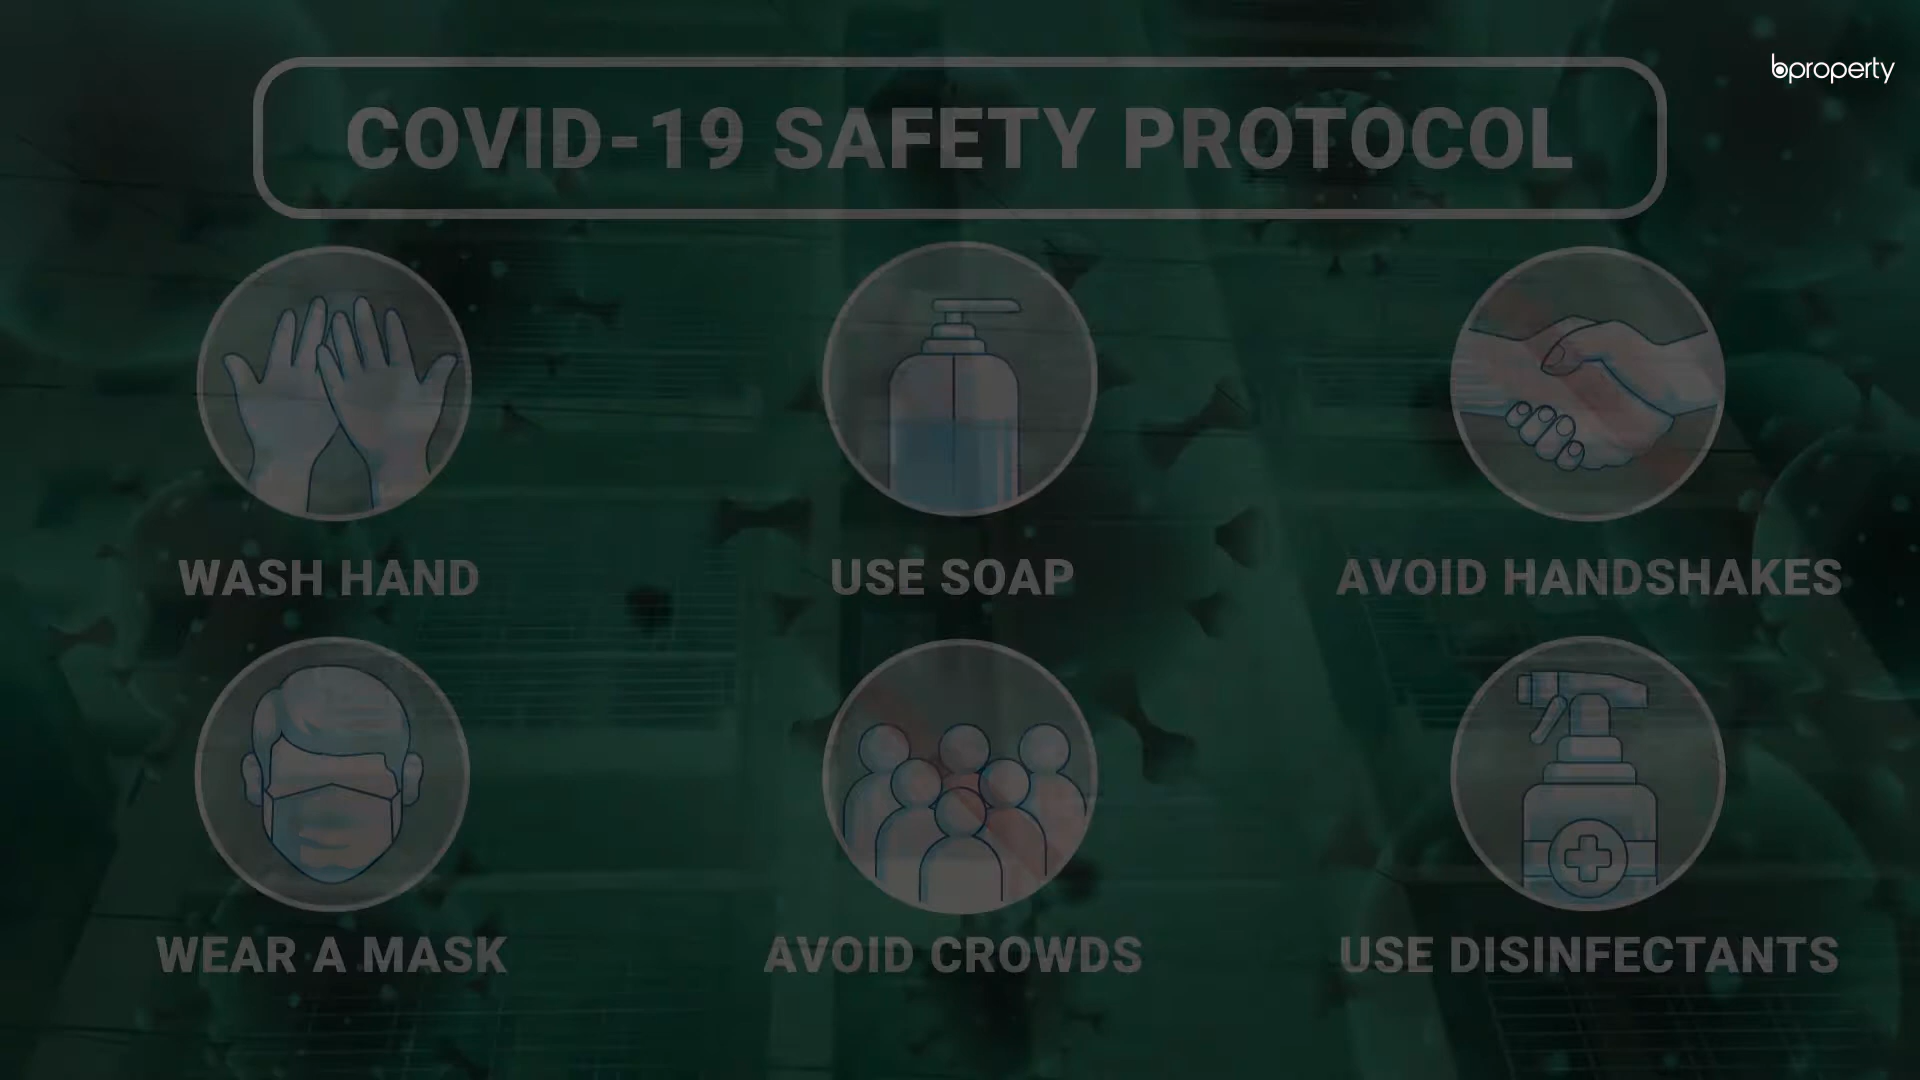 bproperty
COVID-19 SAFETY PROTOCOL
WASH HAND
USE SOAP
AVOID HANDSHAKES
WEAR A MASK
AVOID CROWDS
USE DISINFECTANTS